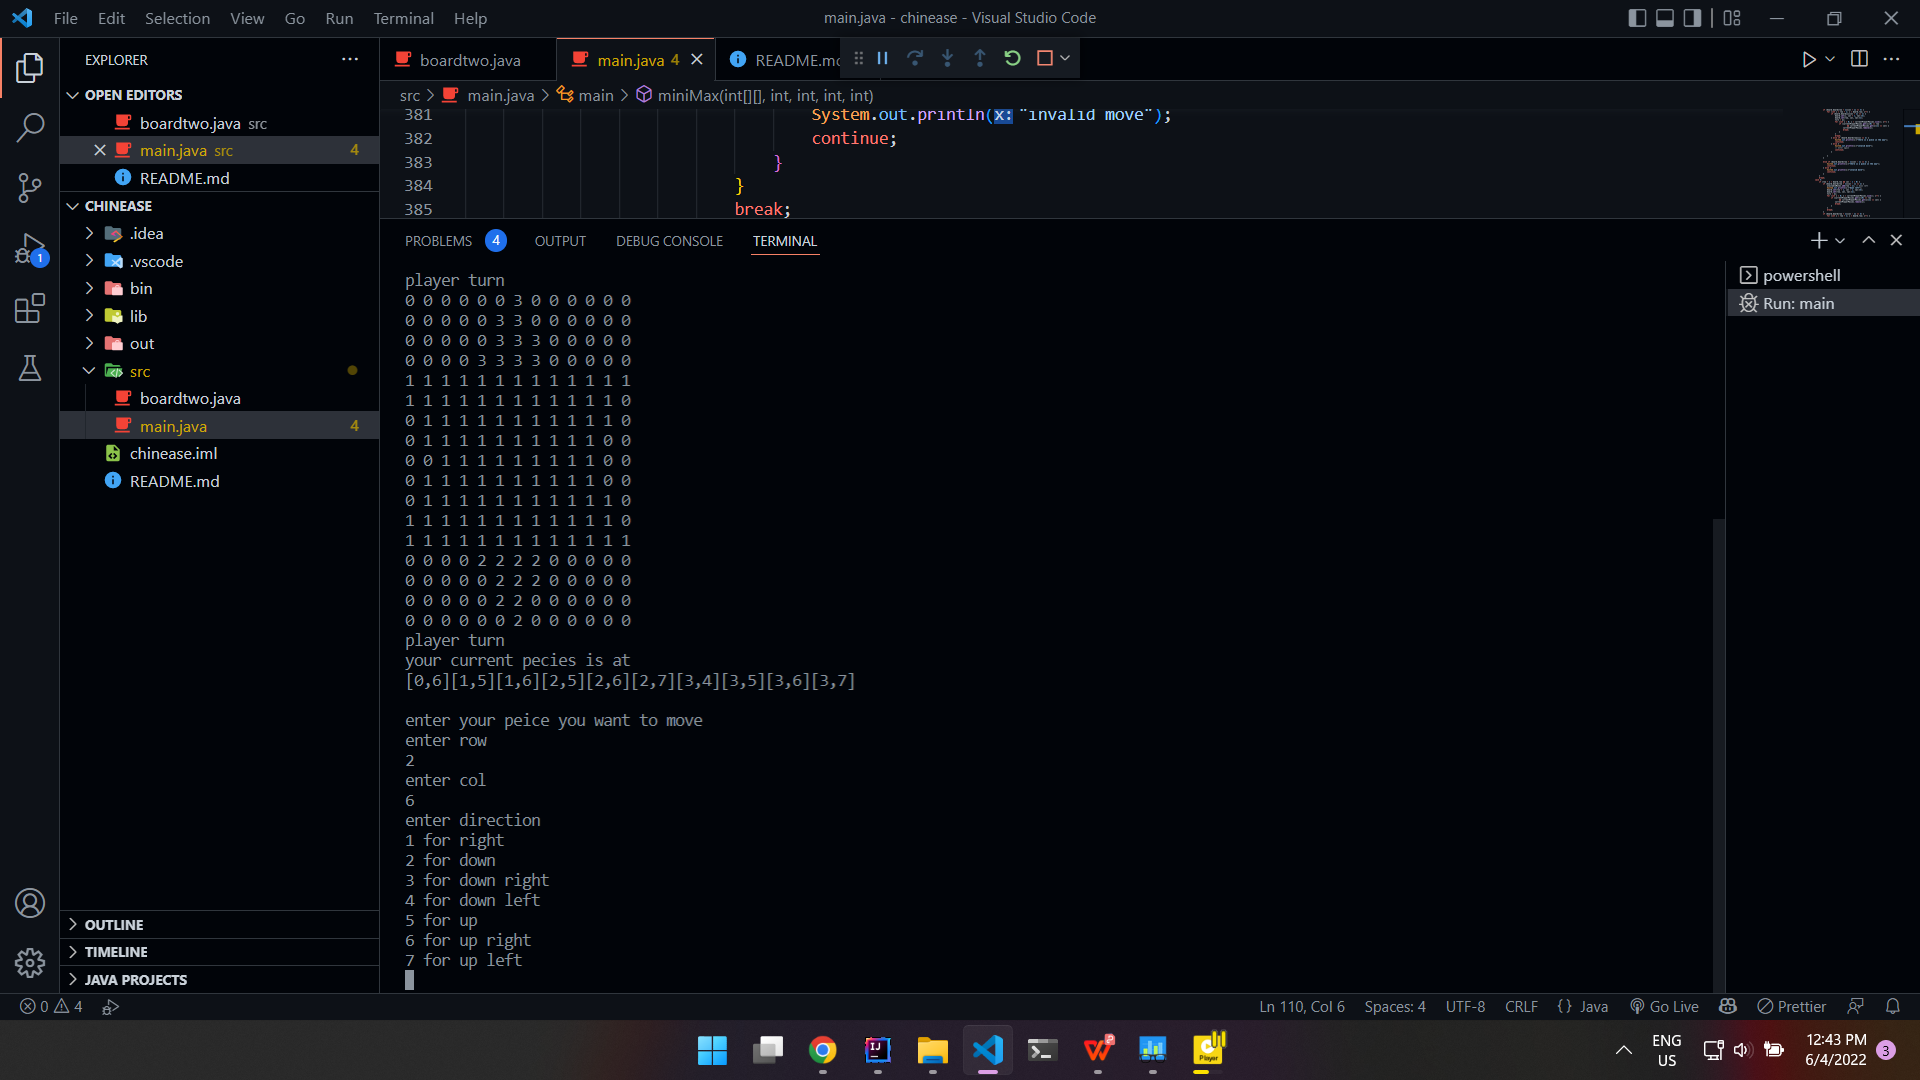 File Edit Selection View Go Run Terminal Help
main.java - chinease - Visual Studio Code
EXPLORER
OPEN EDITORS
boardtwo.java src
main.java src 4
README.md
CHINEASE
.idea
.vscode
bin
lib
out
src
boardtwo.java
main.java 4
chinease.iml
README.md
OUTLINE
TIMELINE
JAVA PROJECTS
1
boardtwo.java
main.java 4
README.md
src > main.java > main > miniMax(int[][], int, int, int, int)
381 System.out.println(x: "invalid move");
382 continue;
383 }
384 }
385 break;
PROBLEMS 4 OUTPUT DEBUG CONSOLE TERMINAL
player turn
0 0 0 0 0 0 3 0 0 0 0 0 0
0 0 0 0 0 3 3 0 0 0 0 0 0
0 0 0 0 0 3 3 3 0 0 0 0 0
0 0 0 0 3 3 3 3 0 0 0 0 0
1 1 1 1 1 1 1 1 1 1 1 1 1
1 1 1 1 1 1 1 1 1 1 1 1 0
0 1 1 1 1 1 1 1 1 1 1 1 0
0 1 1 1 1 1 1 1 1 1 1 0 0
0 0 1 1 1 1 1 1 1 1 1 0 0
0 1 1 1 1 1 1 1 1 1 1 0 0
0 1 1 1 1 1 1 1 1 1 1 1 0
1 1 1 1 1 1 1 1 1 1 1 1 0
1 1 1 1 1 1 1 1 1 1 1 1 1
0 0 0 0 2 2 2 2 0 0 0 0 0
0 0 0 0 0 2 2 2 0 0 0 0 0
0 0 0 0 0 2 2 0 0 0 0 0 0
0 0 0 0 0 0 2 0 0 0 0 0 0
player turn
your current pecies is at
[0,6][1,5][1,6][2,5][2,6][2,7][3,4][3,5][3,6][3,7]
enter your peice you want to move
enter row
2
enter col
6
enter direction
1 for right
2 for down
3 for down right
4 for down left
5 for up
6 for up right
7 for up left
powershell
Run: main
0 4
Ln 110, Col 6 Spaces: 4 UTF-8 CRLF {} Java Go Live Prettier
ENG
US
12:43 PM
6/4/2022
3